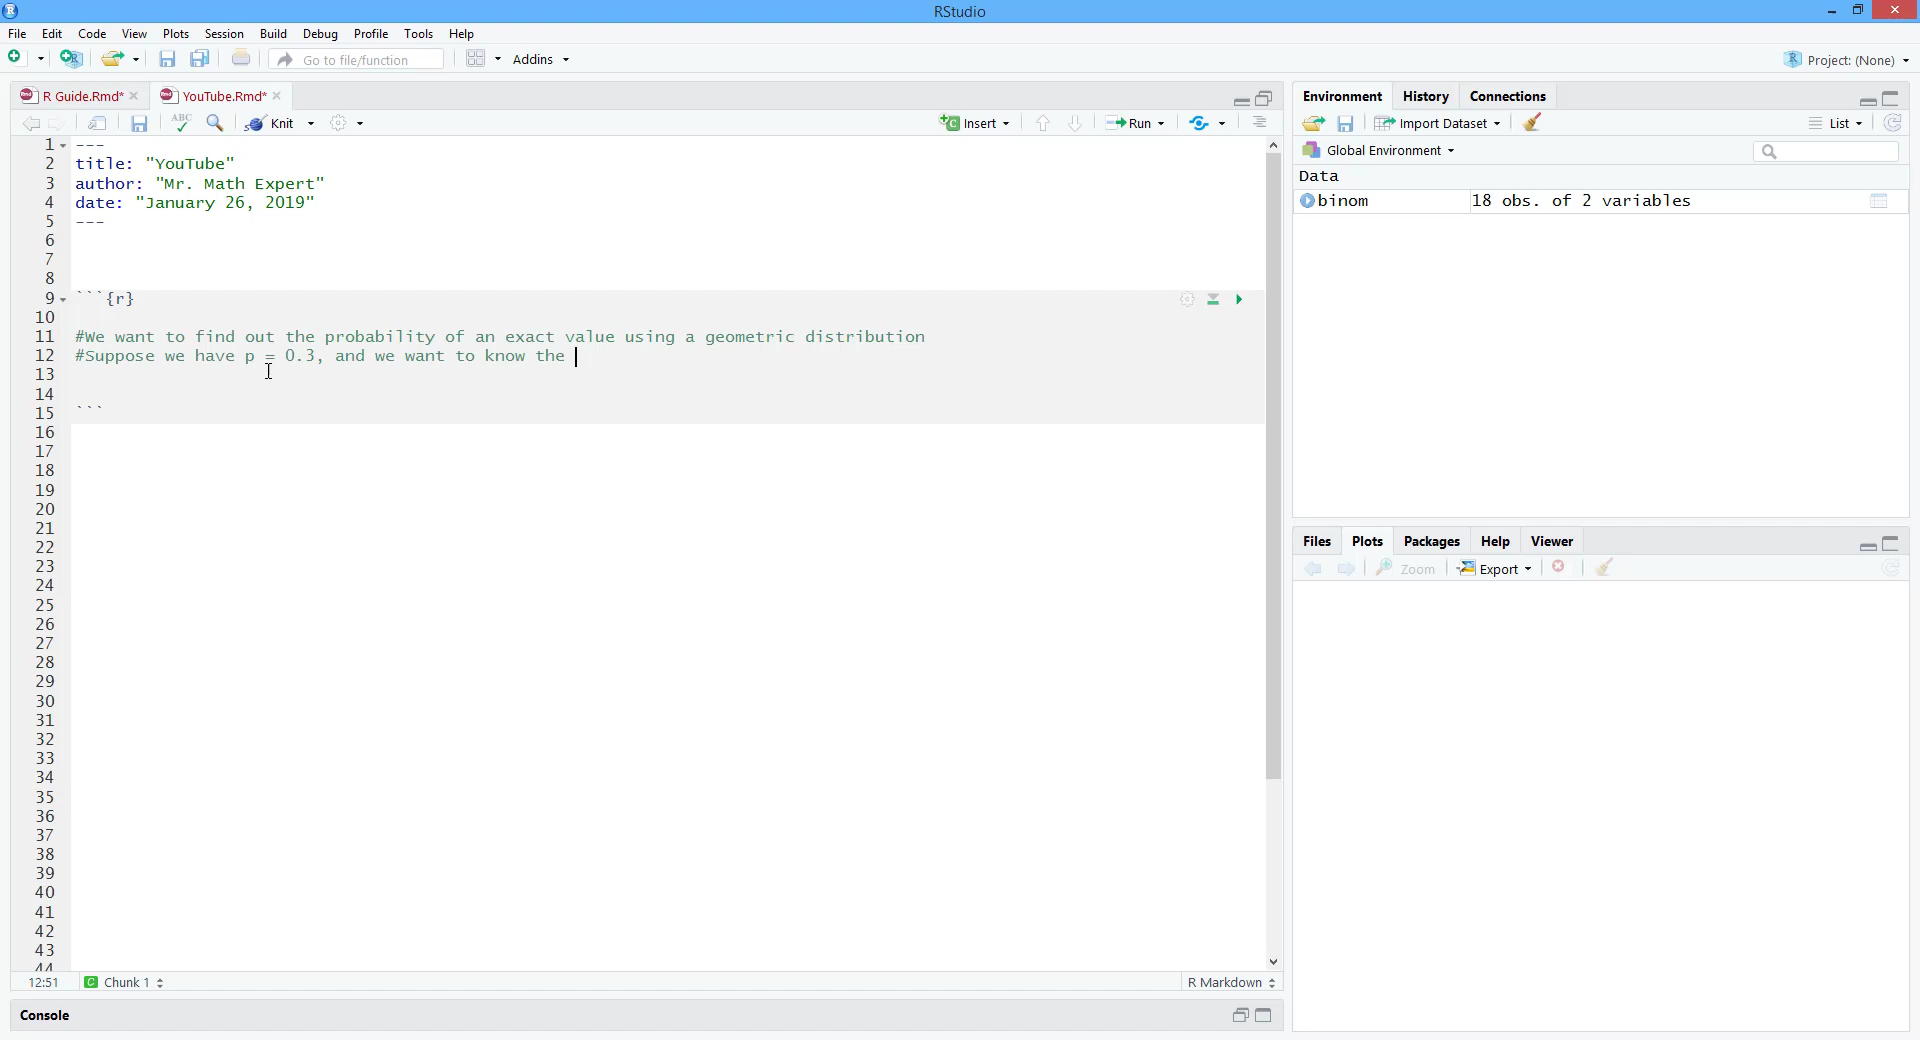 RStudio
File Edit Code View Plots Session Build Debug Profile Tools Help
Go to file/function Addins Project: (None)
R Guide.Rmd* YouTube.Rmd*
ABC Knit Insert Run
1 ---
2 title: "YouTube"
3 author: "Mr. Math Expert"
4 date: "January 26, 2019"
5 ---
6
7
8
9 ```{r}
10
11 #We want to find out the probability of an exact value using a geometric distribution
12 #Suppose we have p = 0.3, and we want to know the
13
14
15 ```
16
17
18
19
20
21
22
23
24
25
26
27
28
29
30
31
32
33
34
35
36
37
38
39
40
41
42
43
44
12:51 Chunk 1 R Markdown
Console
Environment History Connections
Import Dataset List
Global Environment
Data
binom 18 obs. of 2 variables
Files Plots Packages Help Viewer
Zoom Export